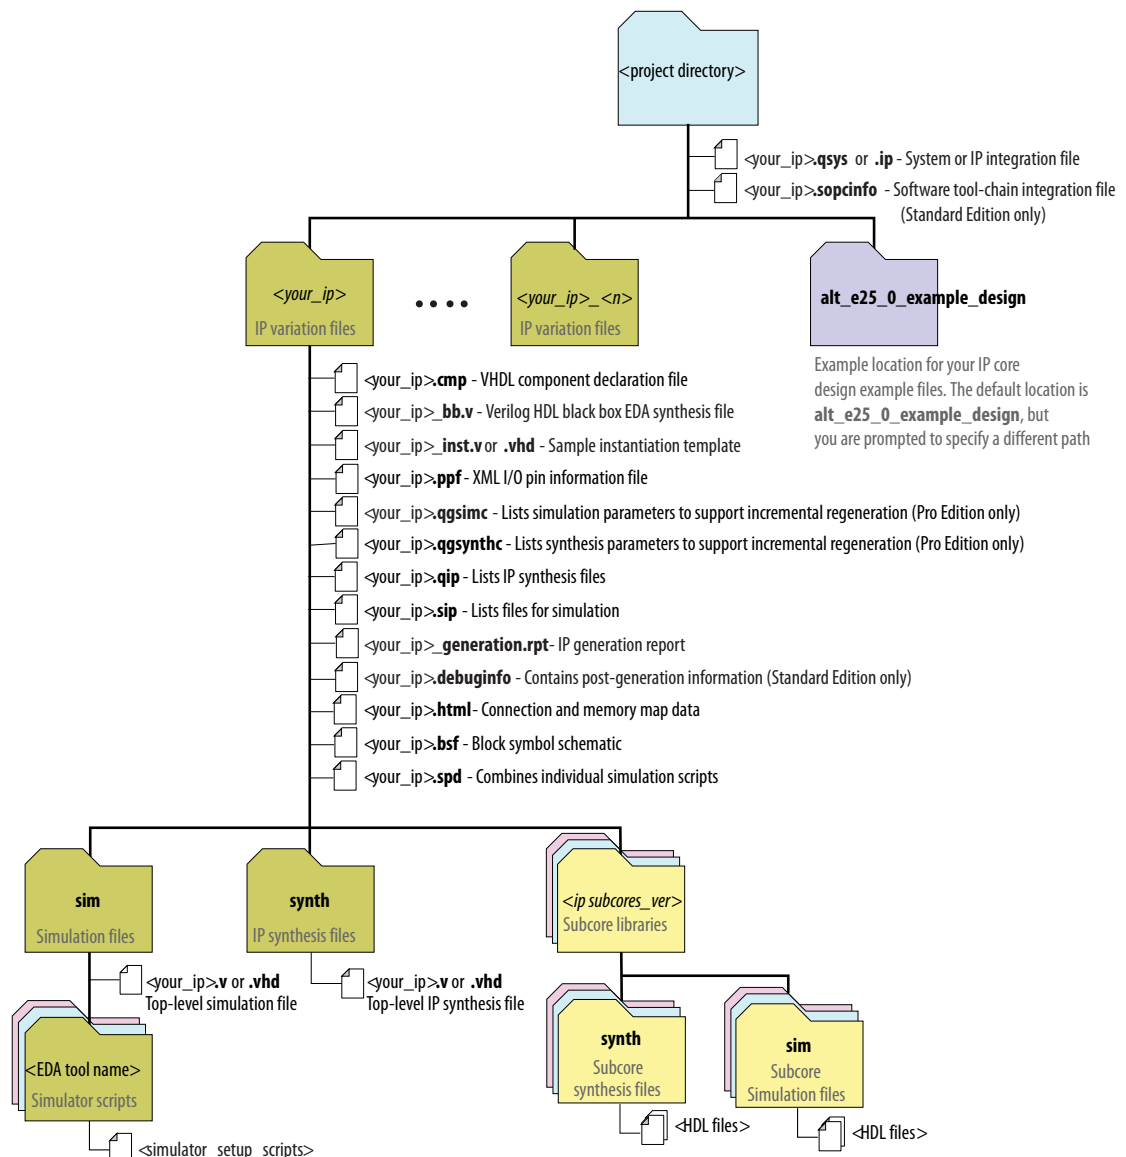 <project directory>
<your_ip>.qsys or .ip - System or IP integration file
<your_ip>.sopcinfo - Software tool-chain integration file
(Standard Edition only)
<your_ip>
IP variation files
<your_ip>_<n>
IP variation files
alt_e25_0_example_design
Example location for your IP core
design example files. The default location is
alt_e25_0_example_design, but
you are prompted to specify a different path
<your_ip>.cmp - VHDL component declaration file
<your_ip>_bb.v - Verilog HDL black box EDA synthesis file
<your_ip>_inst.v or .vhd - Sample instantiation template
<your_ip>.ppf - XML I/O pin information file
<your_ip>.qgsimc - Lists simulation parameters to support incremental regeneration (Pro Edition only)
<your_ip>.qgsynthc - Lists synthesis parameters to support incremental regeneration (Pro Edition only)
<your_ip>.qip - Lists IP synthesis files
<your_ip>.sip - Lists files for simulation
<your_ip>_generation.rpt- IP generation report
<your_ip>.debuginfo - Contains post-generation information (Standard Edition only)
<your_ip>.html- Connection and memory map data
<your_ip>.bsf - Block symbol schematic
<your_ip>.spd - Combines individual simulation scripts
sim
Simulation files
synth
IP synthesis files
<ip subcores_ver>
Subcore libraries
<your_ip>.v or .vhd
Top-level simulation file
<your_ip>.v or .vhd
Top-level IP synthesis file
<EDA tool name>
Simulator scripts
synth
Subcore
synthesis files
sim
Subcore
Simulation files
<HDL files>
<HDL files>
<simulator_setup_scripts>